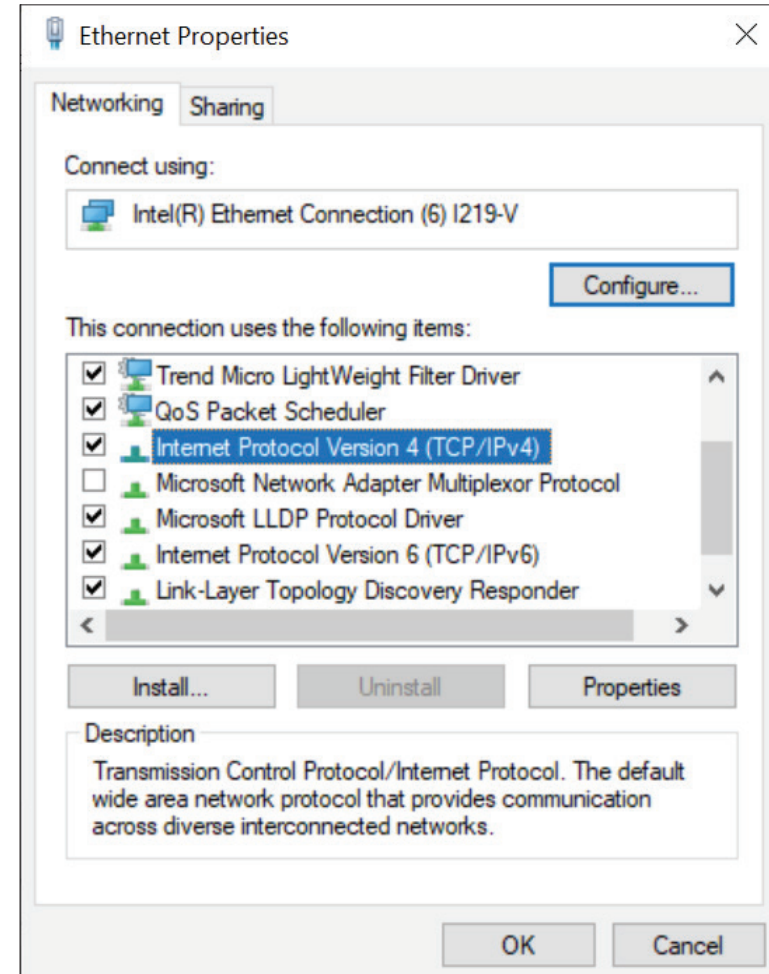 Ethernet Properties
Networking
Sharing
Connect using:
Intel(R) Ethernet Connection (6) I219-V
Configure...
This connection uses the following items:
Trend Micro LightWeight Filter Driver
QoS Packet Scheduler
Internet Protocol Version 4 (TCP/IPv4)
Microsoft Network Adapter Multiplexor Protocol
Microsoft LLDP Protocol Driver
Internet Protocol Version 6 (TCP/IPv6)
Link-Layer Topology Discovery Responder
Install...
Uninstall
Properties
Description
Transmission Control Protocol/Internet Protocol. The default
wide area network protocol that provides communication
across diverse interconnected networks.
OK
Cancel